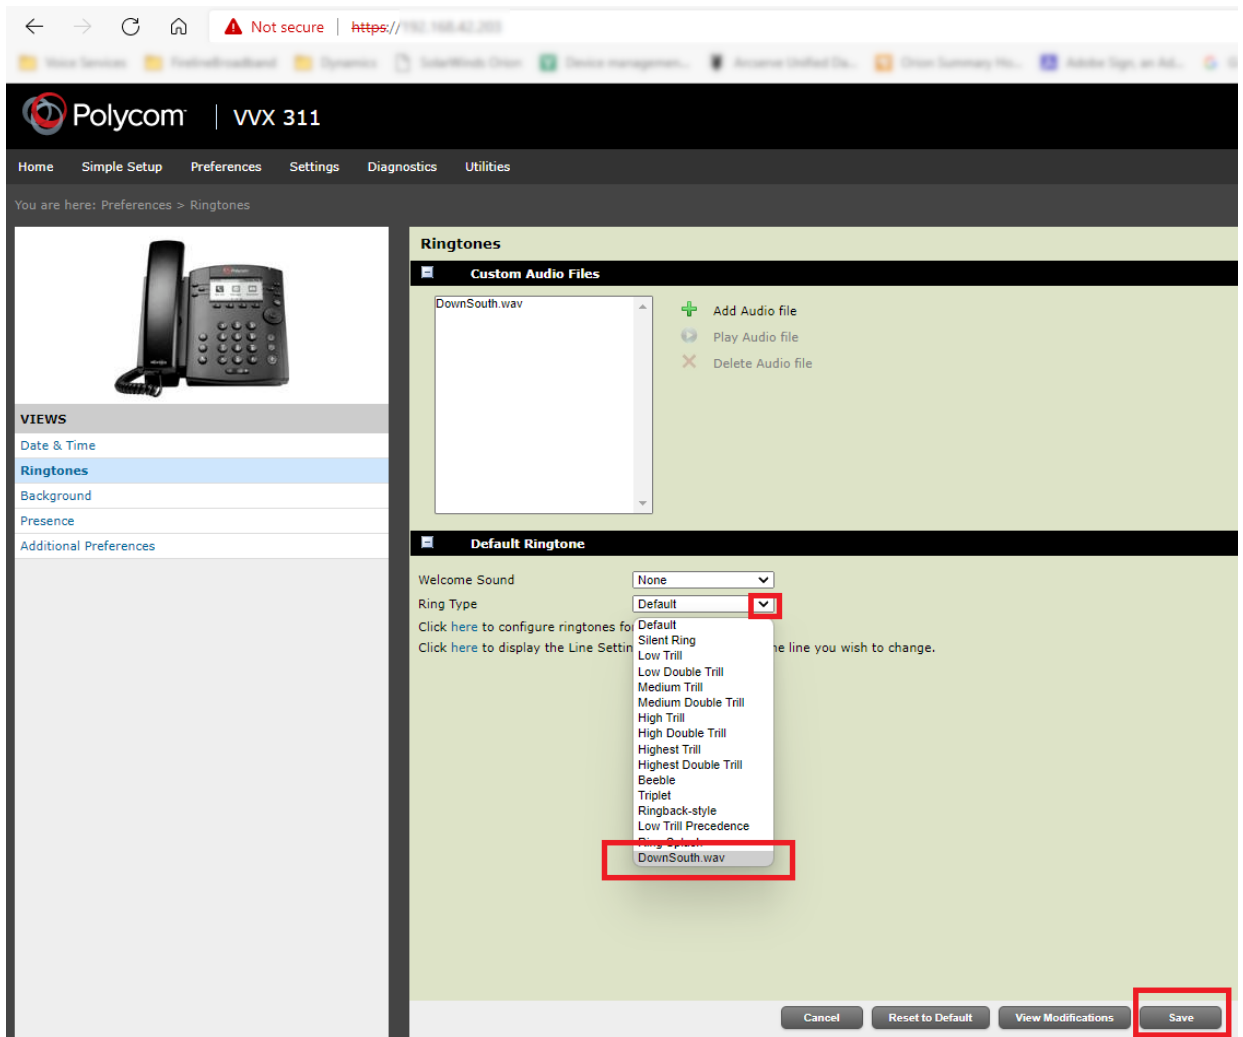 Not secure | https://
Polycom | VVX 311
Home Simple Setup Preferences Settings Diagnostics Utilities
You are here: Preferences > Ringtones
Ringtones
Custom Audio Files
DownSouth.wav
Add Audio file
Play Audio file
Delete Audio file
VIEWS
Date & Time
Ringtones
Background
Presence
Additional Preferences
Default Ringtone
Welcome Sound None
Ring Type Default
Click here to configure ringtones fo
Click here to display the Line Settin he line you wish to change.
Default
Silent Ring
Low Trill
Low Double Trill
Medium Trill
Medium Double Trill
High Trill
High Double Trill
Highest Trill
Highest Double Trill
Beeble
Triplet
Ringback-style
Low Trill Precedence
Ring Splash
DownSouth.wav
Cancel Reset to Default View Modifications Save